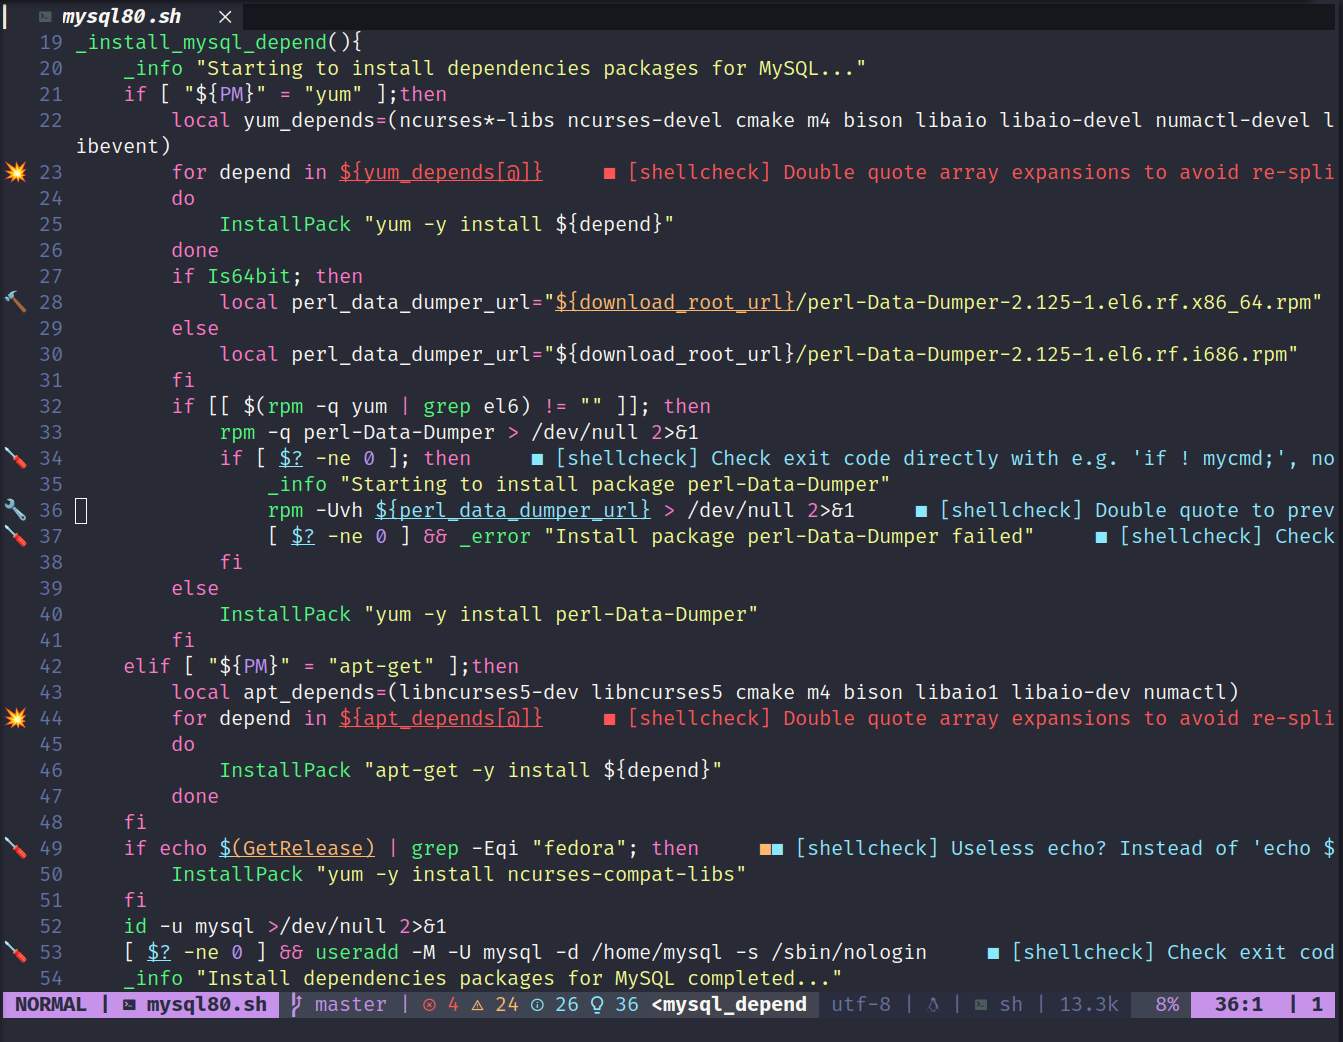 mysql80.sh ×
19 _install_mysql_depend(){
20     _info "Starting to install dependencies packages for MySQL..."
21     if [ "${PM}" = "yum" ];then
22         local yum_depends=(ncurses*-libs ncurses-devel cmake m4 bison libaio libaio-devel numactl-devel l
ibevent)
23         for depend in ${yum_depends[@]}     ■ [shellcheck] Double quote array expansions to avoid re-spli
24         do
25             InstallPack "yum -y install ${depend}"
26         done
27         if Is64bit; then
28             local perl_data_dumper_url="${download_root_url}/perl-Data-Dumper-2.125-1.el6.rf.x86_64.rpm"
29         else
30             local perl_data_dumper_url="${download_root_url}/perl-Data-Dumper-2.125-1.el6.rf.i686.rpm"
31         fi
32         if [[ $(rpm -q yum | grep el6) != "" ]]; then
33             rpm -q perl-Data-Dumper > /dev/null 2>&1
34             if [ $? -ne 0 ]; then     ■ [shellcheck] Check exit code directly with e.g. 'if ! mycmd;', no
35                 _info "Starting to install package perl-Data-Dumper"
36                 rpm -Uvh ${perl_data_dumper_url} > /dev/null 2>&1     ■ [shellcheck] Double quote to prev
37                 [ $? -ne 0 ] && _error "Install package perl-Data-Dumper failed"     ■ [shellcheck] Check
38             fi
39         else
40             InstallPack "yum -y install perl-Data-Dumper"
41         fi
42     elif [ "${PM}" = "apt-get" ];then
43         local apt_depends=(libncurses5-dev libncurses5 cmake m4 bison libaio1 libaio-dev numactl)
44         for depend in ${apt_depends[@]}     ■ [shellcheck] Double quote array expansions to avoid re-spli
45         do
46             InstallPack "apt-get -y install ${depend}"
47         done
48     fi
49     if echo $(GetRelease) | grep -Eqi "fedora"; then     ■■ [shellcheck] Useless echo? Instead of 'echo $
50         InstallPack "yum -y install ncurses-compat-libs"
51     fi
52     id -u mysql >/dev/null 2>&1
53     [ $? -ne 0 ] && useradd -M -U mysql -d /home/mysql -s /sbin/nologin     ■ [shellcheck] Check exit cod
54     _info "Install dependencies packages for MySQL completed..."
NORMAL | mysql80.sh master | 4 24 26 36 <mysql_depend utf-8 | | sh | 13.3k 8% 36:1 | 1